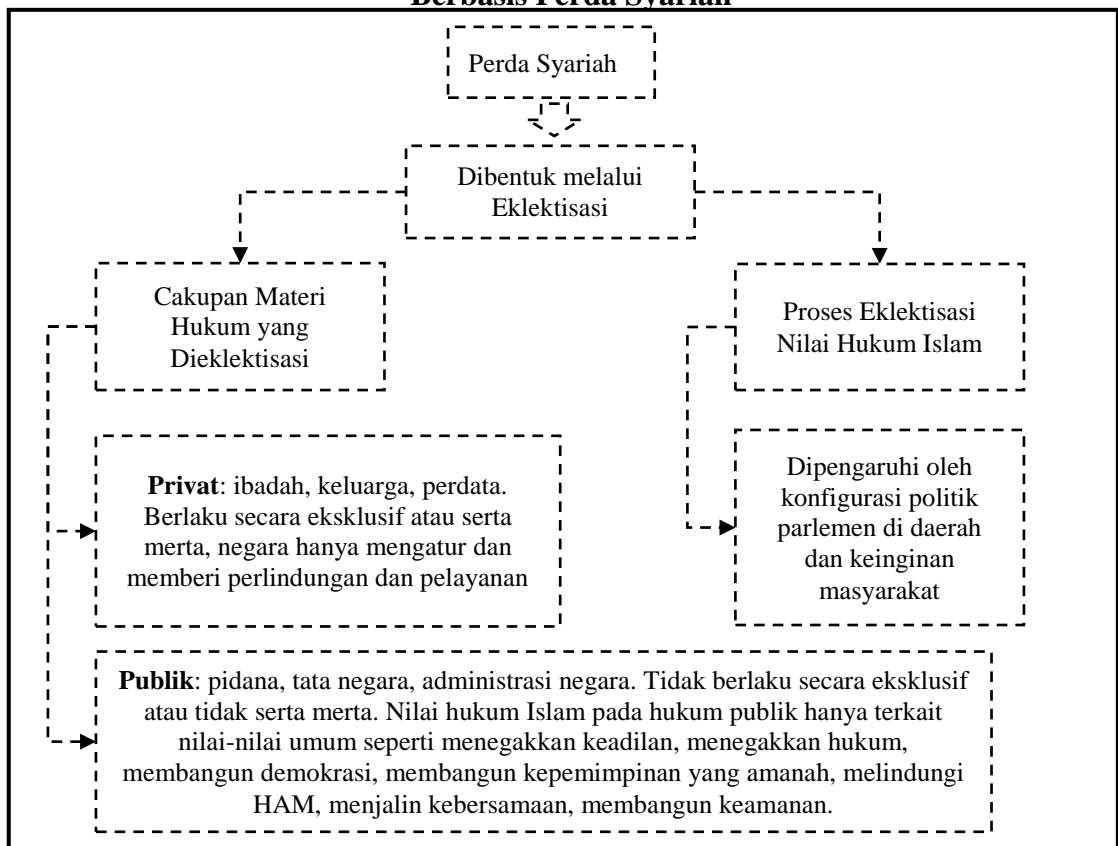 Berbasis Perda Syariah
Perda Syariah
Dibentuk melalui
Eklektisasi
Cakupan Materi
Hukum yang
Dieklektisasi
Proses Eklektisasi
Nilai Hukum Islam
Privat: ibadah, keluarga, perdata.
Berlaku secara eksklusif atau serta
merta, negara hanya mengatur dan
memberi perlindungan dan pelayanan
Dipengaruhi oleh
konfigurasi politik
parlemen di daerah
dan keinginan
masyarakat
Publik: pidana, tata negara, administrasi negara. Tidak berlaku secara eksklusif
atau tidak serta merta. Nilai hukum Islam pada hukum publik hanya terkait
nilai-nilai umum seperti menegakkan keadilan, menegakkan hukum,
membangun demokrasi, membangun kepemimpinan yang amanah, melindungi
HAM, menjalin kebersamaan, membangun keamanan.